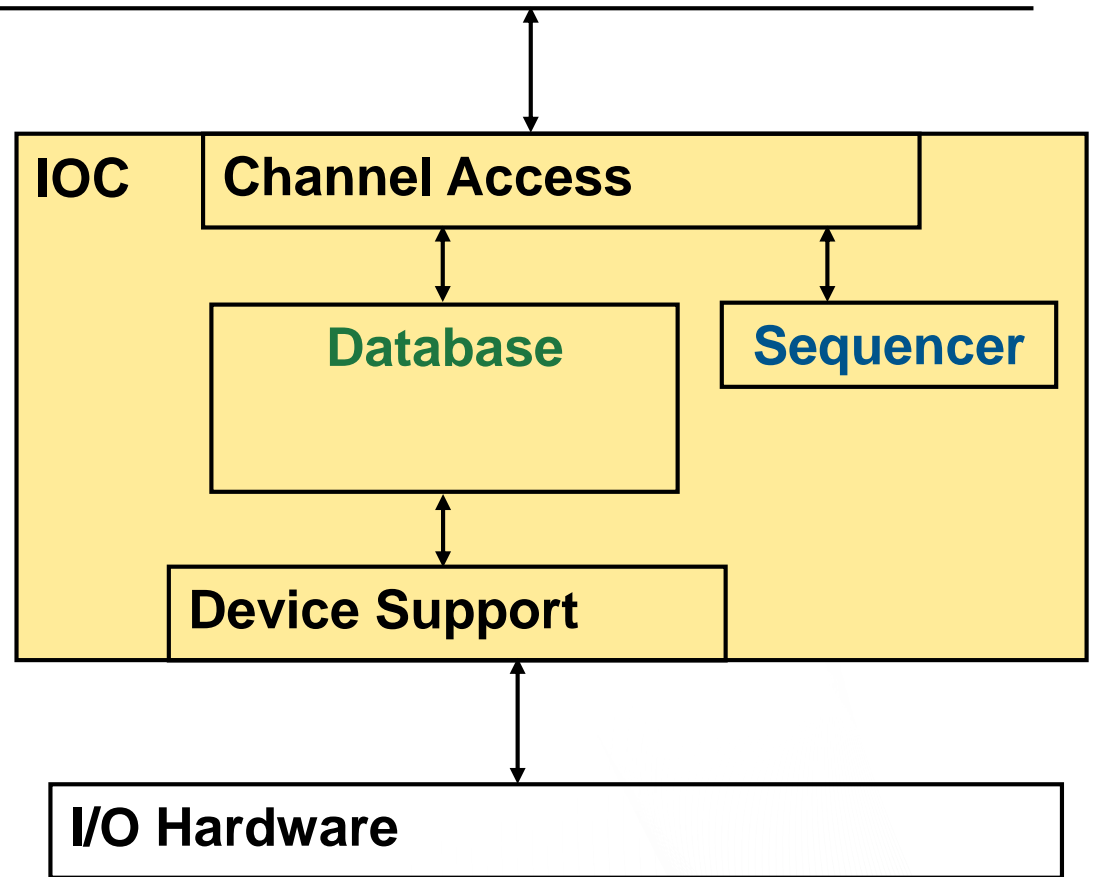 IOC
Channel Access
Database
Sequencer
Device Support
I/O Hardware